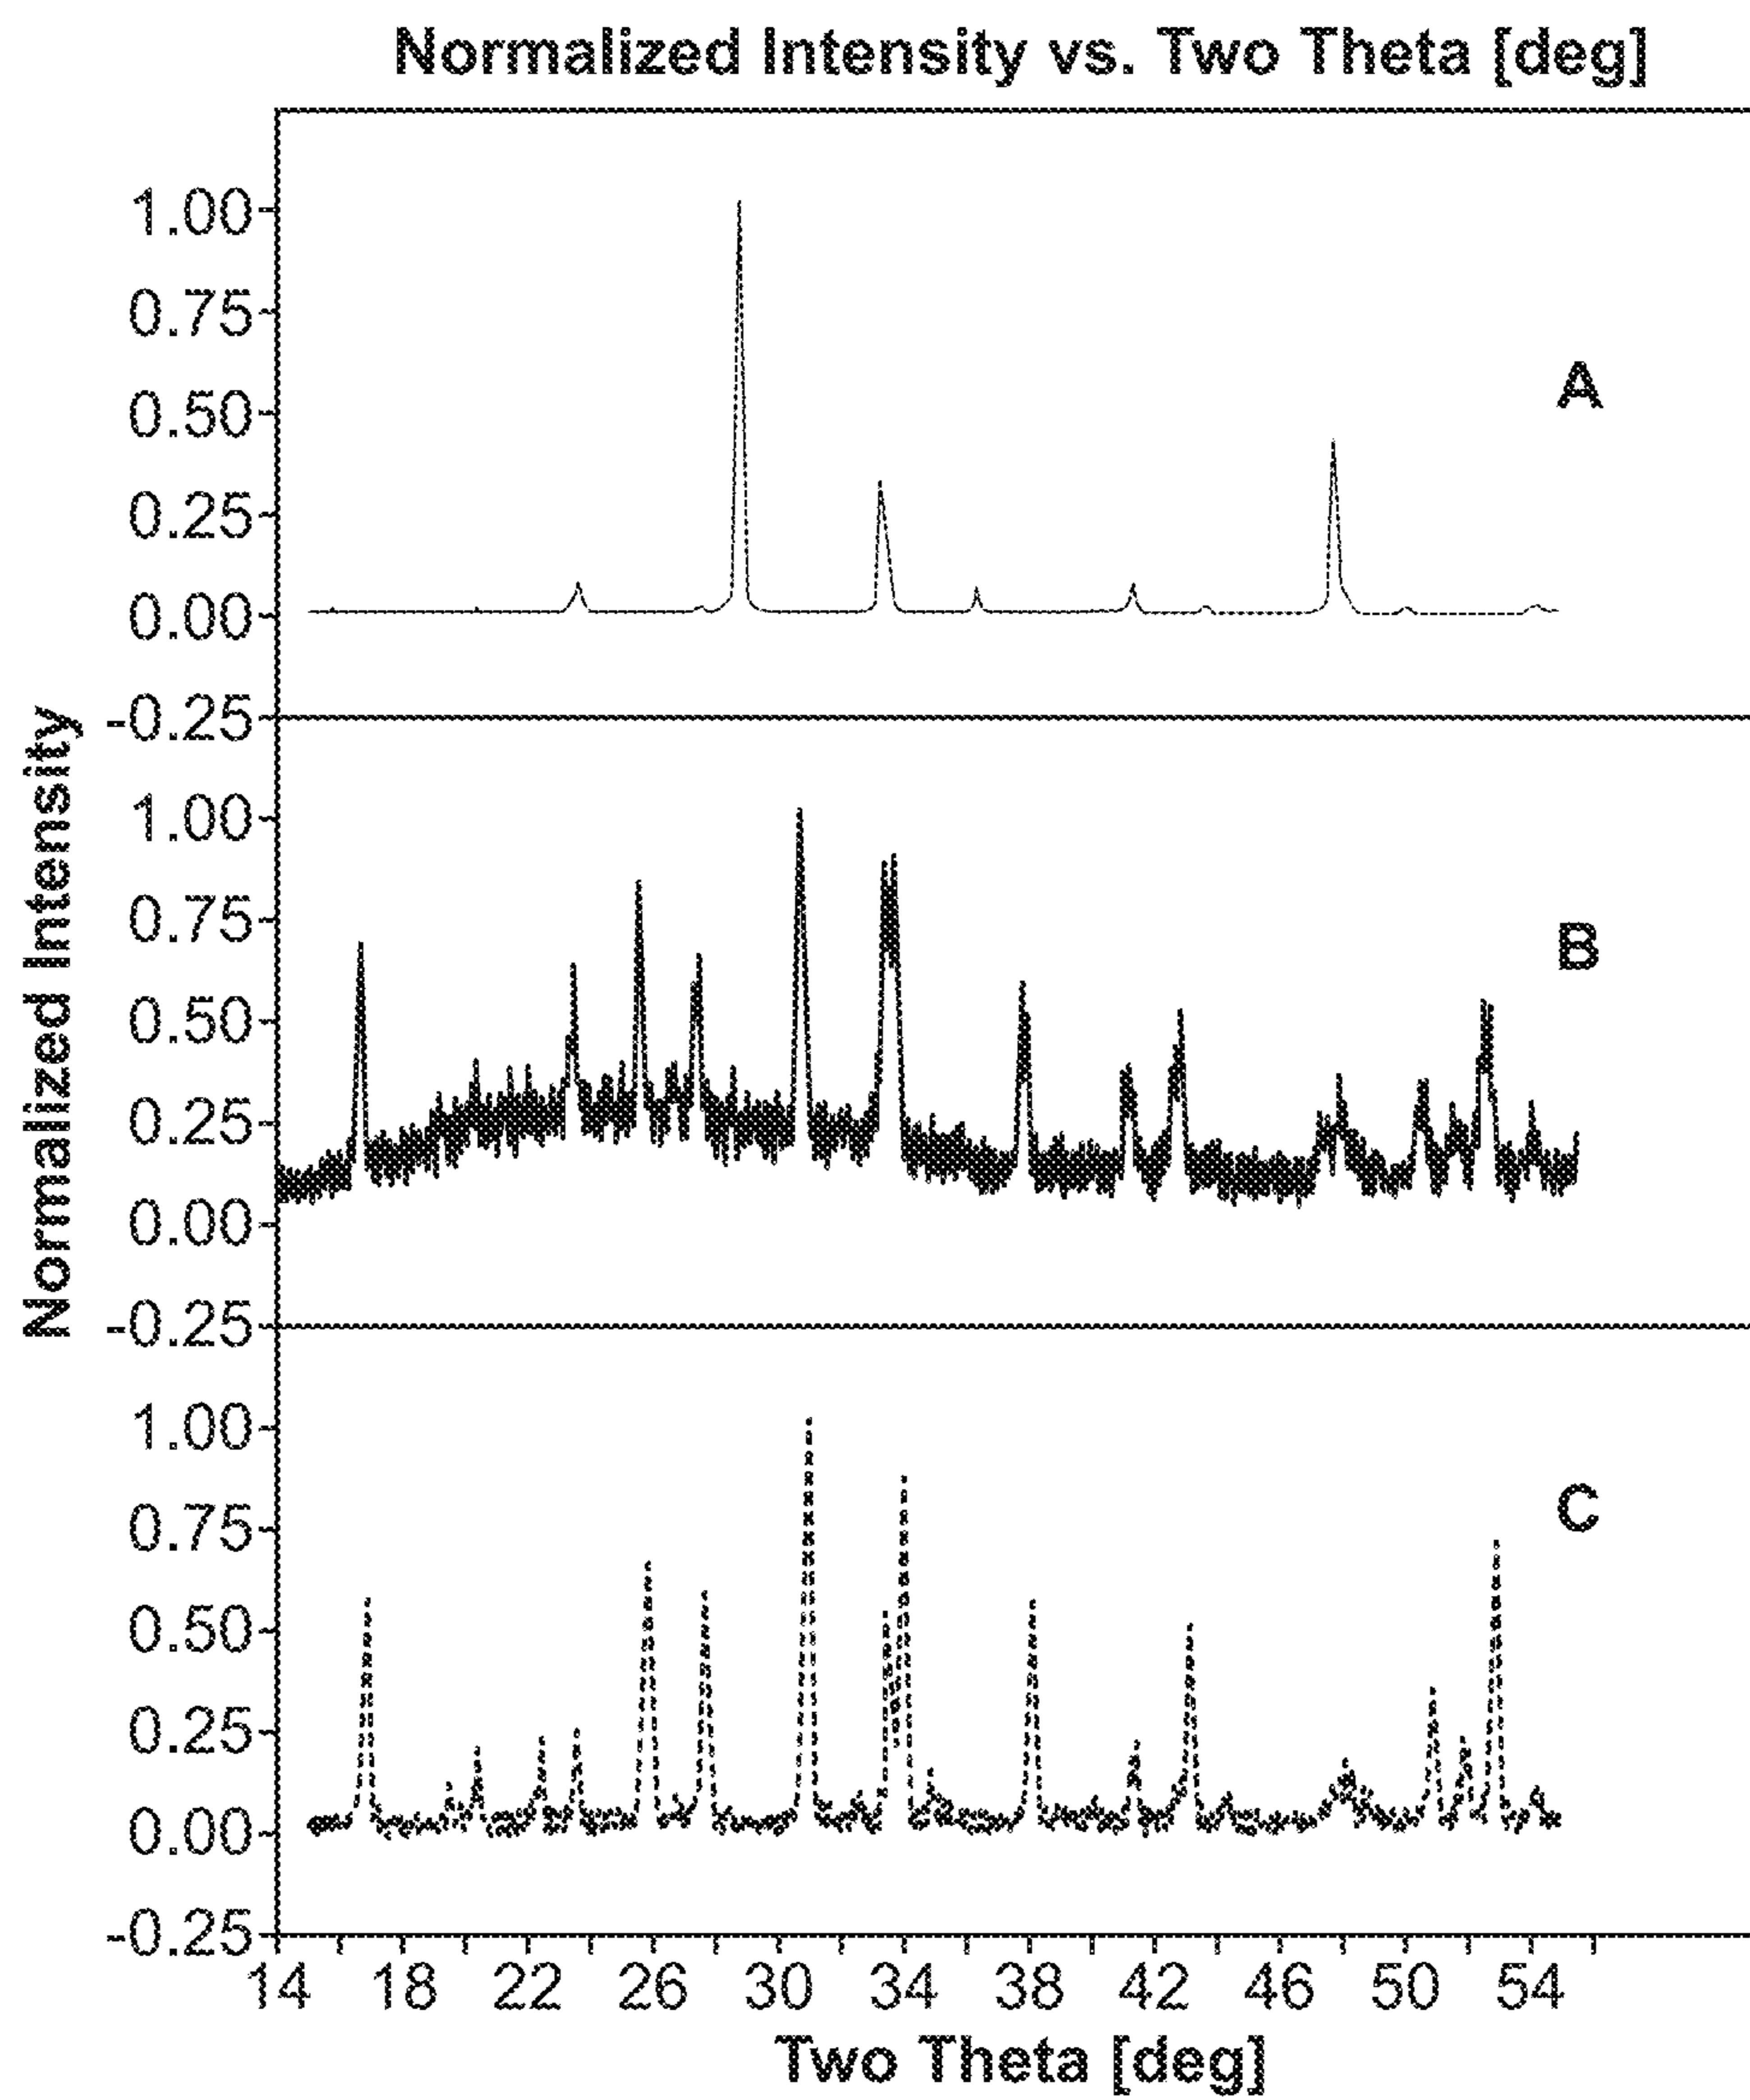 Normalized Intensity vs. Two Theta [deg]
Normalized Intensity
1.00
0.75
0.50
0.25
0.00
-0.25
A
1.00
0.75
0.50
0.25
0.00
-0.25
B
1.00
0.75
0.50
0.25
0.00
-0.25
C
14 18 22 26 30 34 38 42 46 50 54
Two Theta [deg]